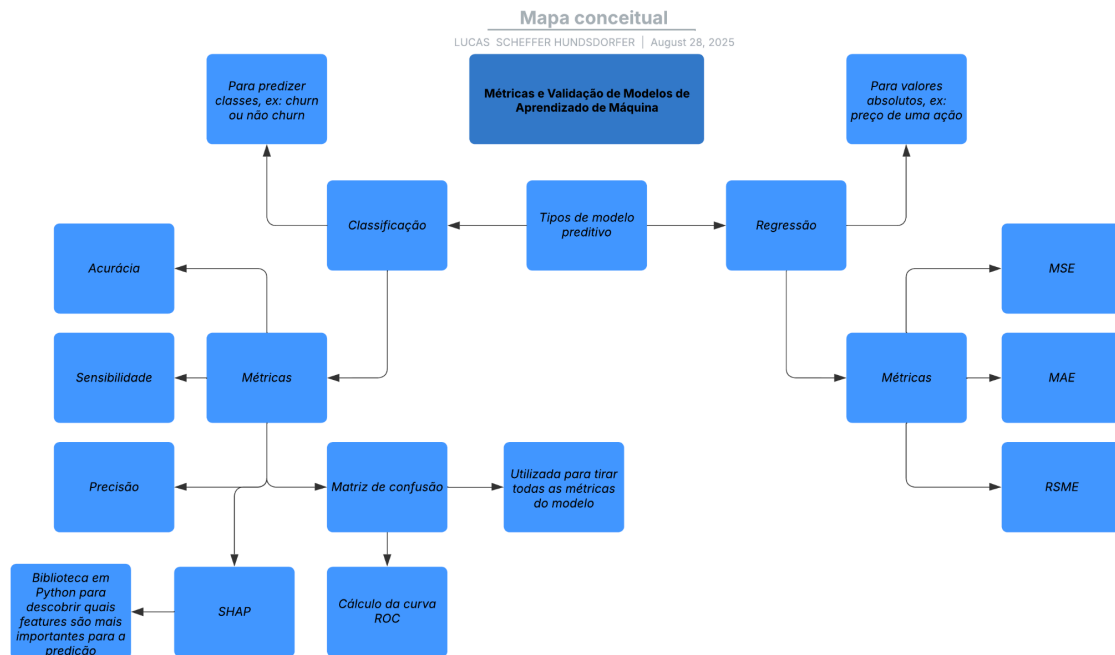 Mapa conceitual
LUCAS SCHEFFER HUNDSDORFER | August 28, 2025
Para predizer
classes, ex: churn
ou não churn
Métricas e Validação de Modelos de
Aprendizado de Máquina
Para valores
absolutos, ex:
preço de uma ação
Classificação
Tipos de modelo
preditivo
Regressão
Acurácia
MSE
Sensibilidade
Métricas
Métricas
MAE
Precisão
Matriz de confusão
Utilizada para tirar
todas as métricas
do modelo
RSME
Biblioteca em
Python para
descobrir quais
features são mais
importantes para a
predição
SHAP
Cálculo da curva
ROC